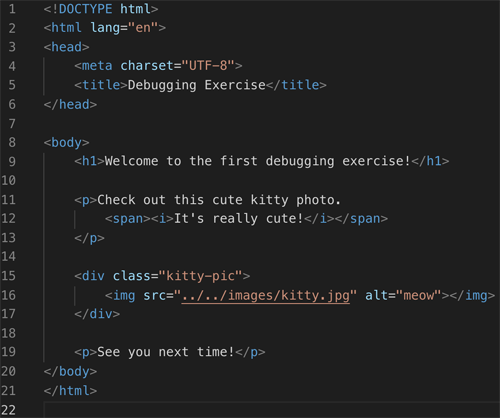 1 <!DOCTYPE html>
2 <html lang="en">
3 <head>
4     <meta charset="UTF-8">
5     <title>Debugging Exercise</title>
6 </head>
7
8 <body>
9     <h1>Welcome to the first debugging exercise!</h1>
10
11     <p>Check out this cute kitty photo.
12         <span><i>It's really cute!</i></span>
13     </p>
14
15     <div class="kitty-pic">
16         <img src="../../images/kitty.jpg" alt="meow"></img>
17     </div>
18
19     <p>See you next time!</p>
20 </body>
21 </html>
22